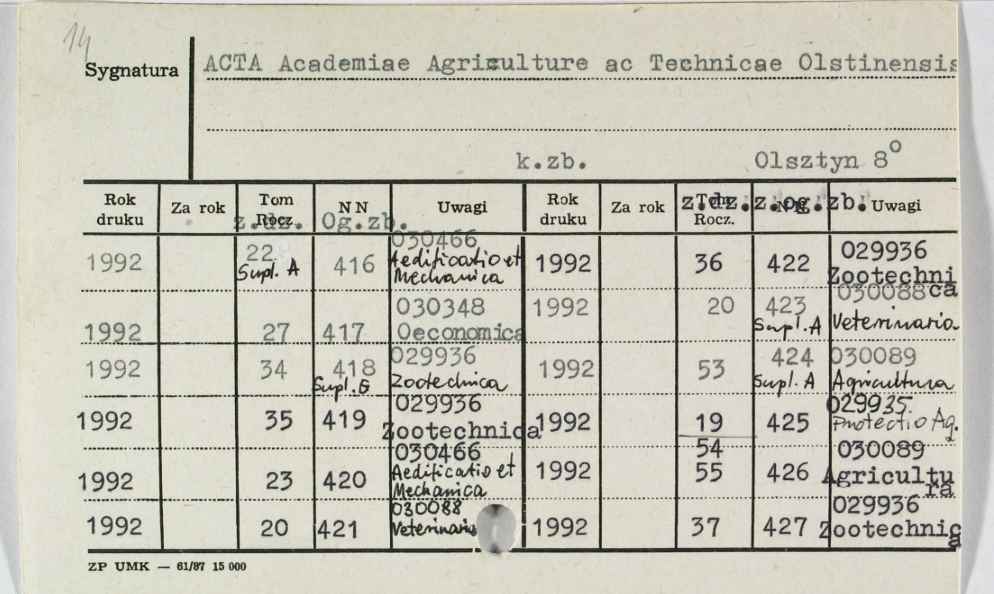 14
Sygnatura ACTA Academiae Agriculture ac Technicae Olstinensis
k.zb. Olsztyn 8°
Rok druku Za rok Tom Rocz. NN Uwagi Rok druku Za rok Tom Rocz. NN Uwagi
z.dz. Og.zb. z.dz.z.og.zb.
1992 22 Supl. A 416 030466 Aedificatio et Mechanica 1992 36 422 029936 Zootechnica
1992 27 417 030348 Oeconomica 1992 20 423 Supl. A 030088 Veterinaria
1992 34 418 Supl. G 029936 Zootechnica 1992 53 424 Supl. A 030089 Agricultura
1992 35 419 029936 Zootechnica 1992 19 425 029935 Protectio Aq.
1992 23 420 030466 Aedificatio et Mechanica 1992 54 55 426 030089 Agricultura
1992 20 421 030088 Veterinaria 1992 37 427 029936 Zootechnica
ZP UMK — 61/87 15 000